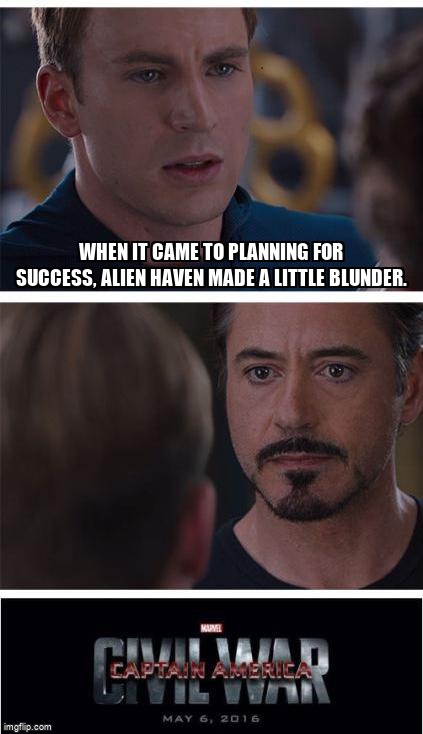 WHEN IT CAME TO PLANNING FOR
SUCCESS, ALIEN HAVEN MADE A LITTLE BLUNDER.
MARVEL
CIVIL WAR
CAPTAIN AMERICA
MAY 6, 2016
imgflip.com